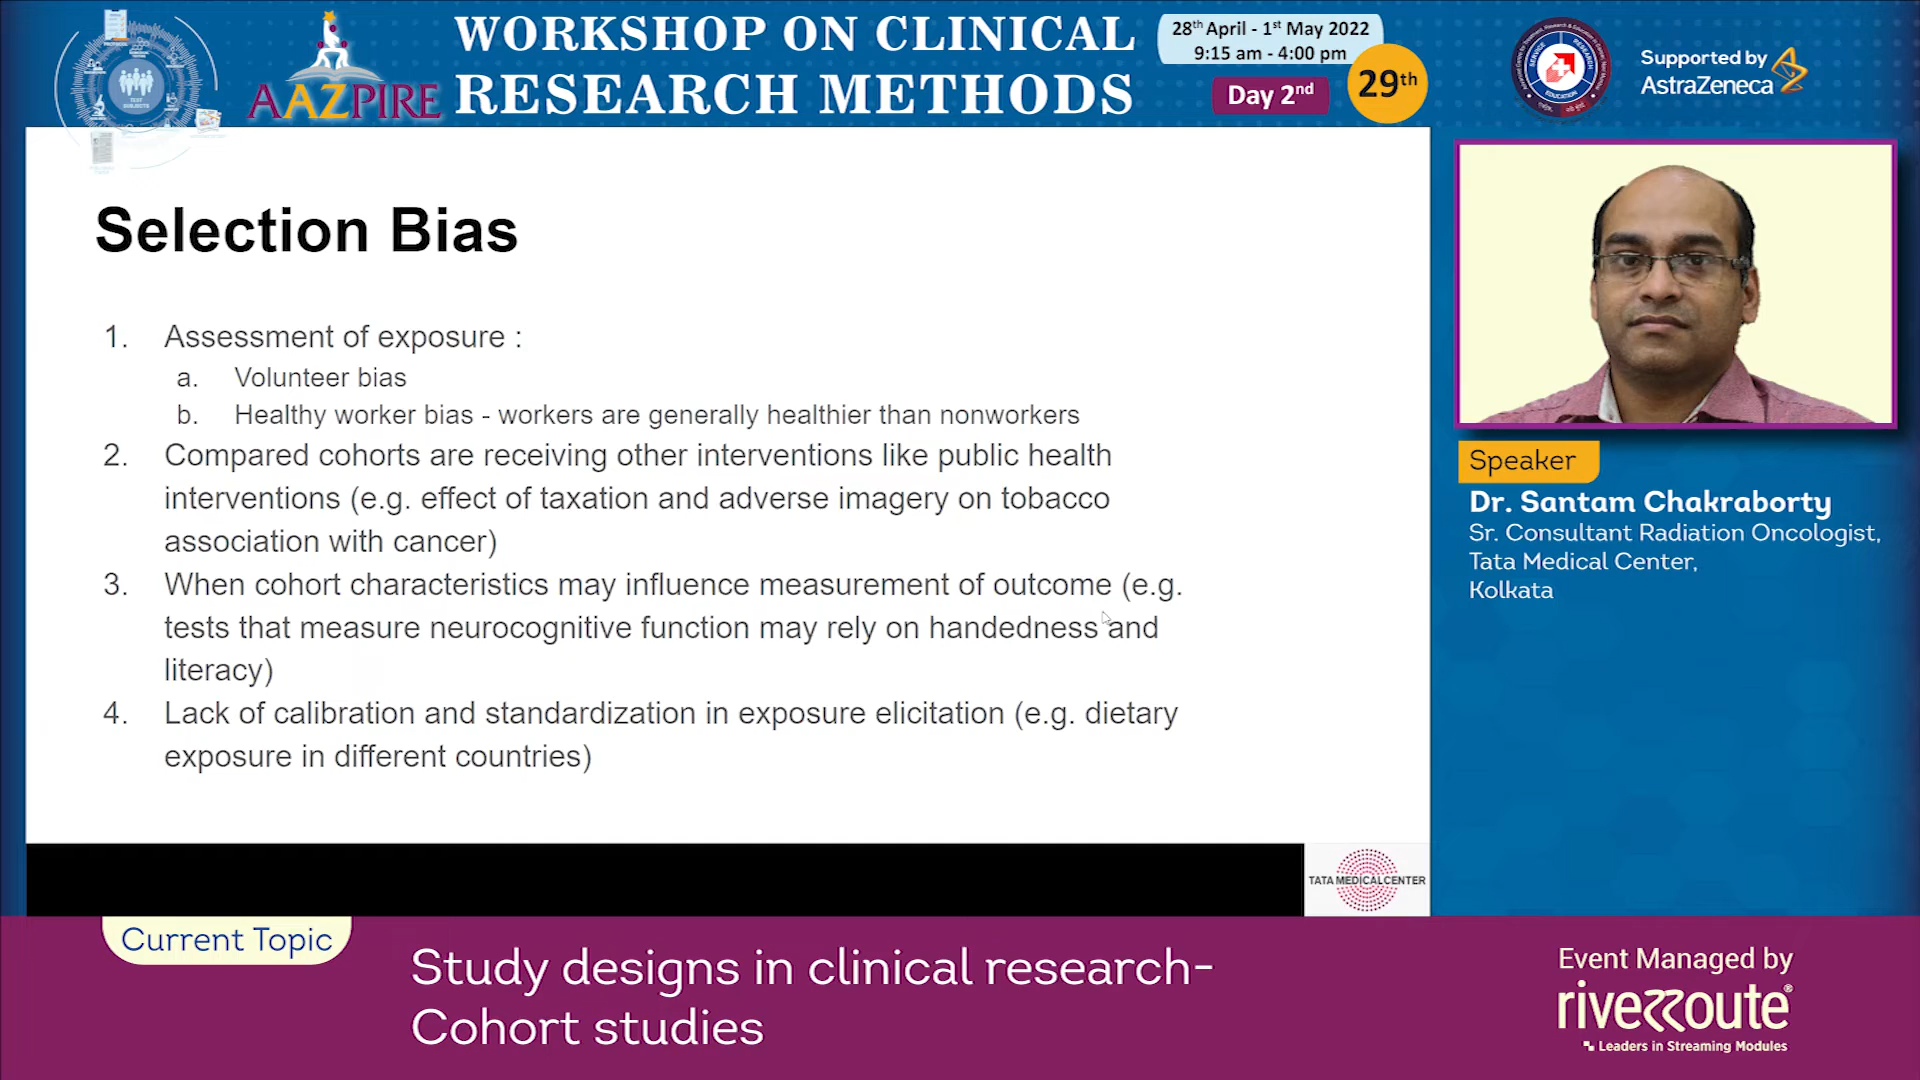 AAZPIRE
WORKSHOP ON CLINICAL
RESEARCH METHODS
28th April - 1st May 2022
9:15 am - 4:00 pm
Day 2nd
29th
Supported by
AstraZeneca
TEST
SUBJECTS
SERVICE
RESEARCH
EDUCATION
Selection Bias
1. Assessment of exposure :
a. Volunteer bias
b. Healthy worker bias - workers are generally healthier than nonworkers
2. Compared cohorts are receiving other interventions like public health
interventions (e.g. effect of taxation and adverse imagery on tobacco
association with cancer)
3. When cohort characteristics may influence measurement of outcome (e.g.
tests that measure neurocognitive function may rely on handedness and
literacy)
4. Lack of calibration and standardization in exposure elicitation (e.g. dietary
exposure in different countries)
TATA MEDICAL CENTER
Speaker
Dr. Santam Chakraborty
Sr. Consultant Radiation Oncologist,
Tata Medical Center,
Kolkata
Current Topic
Study designs in clinical research-
Cohort studies
Event Managed by
riverroute®
Leaders in Streaming Modules